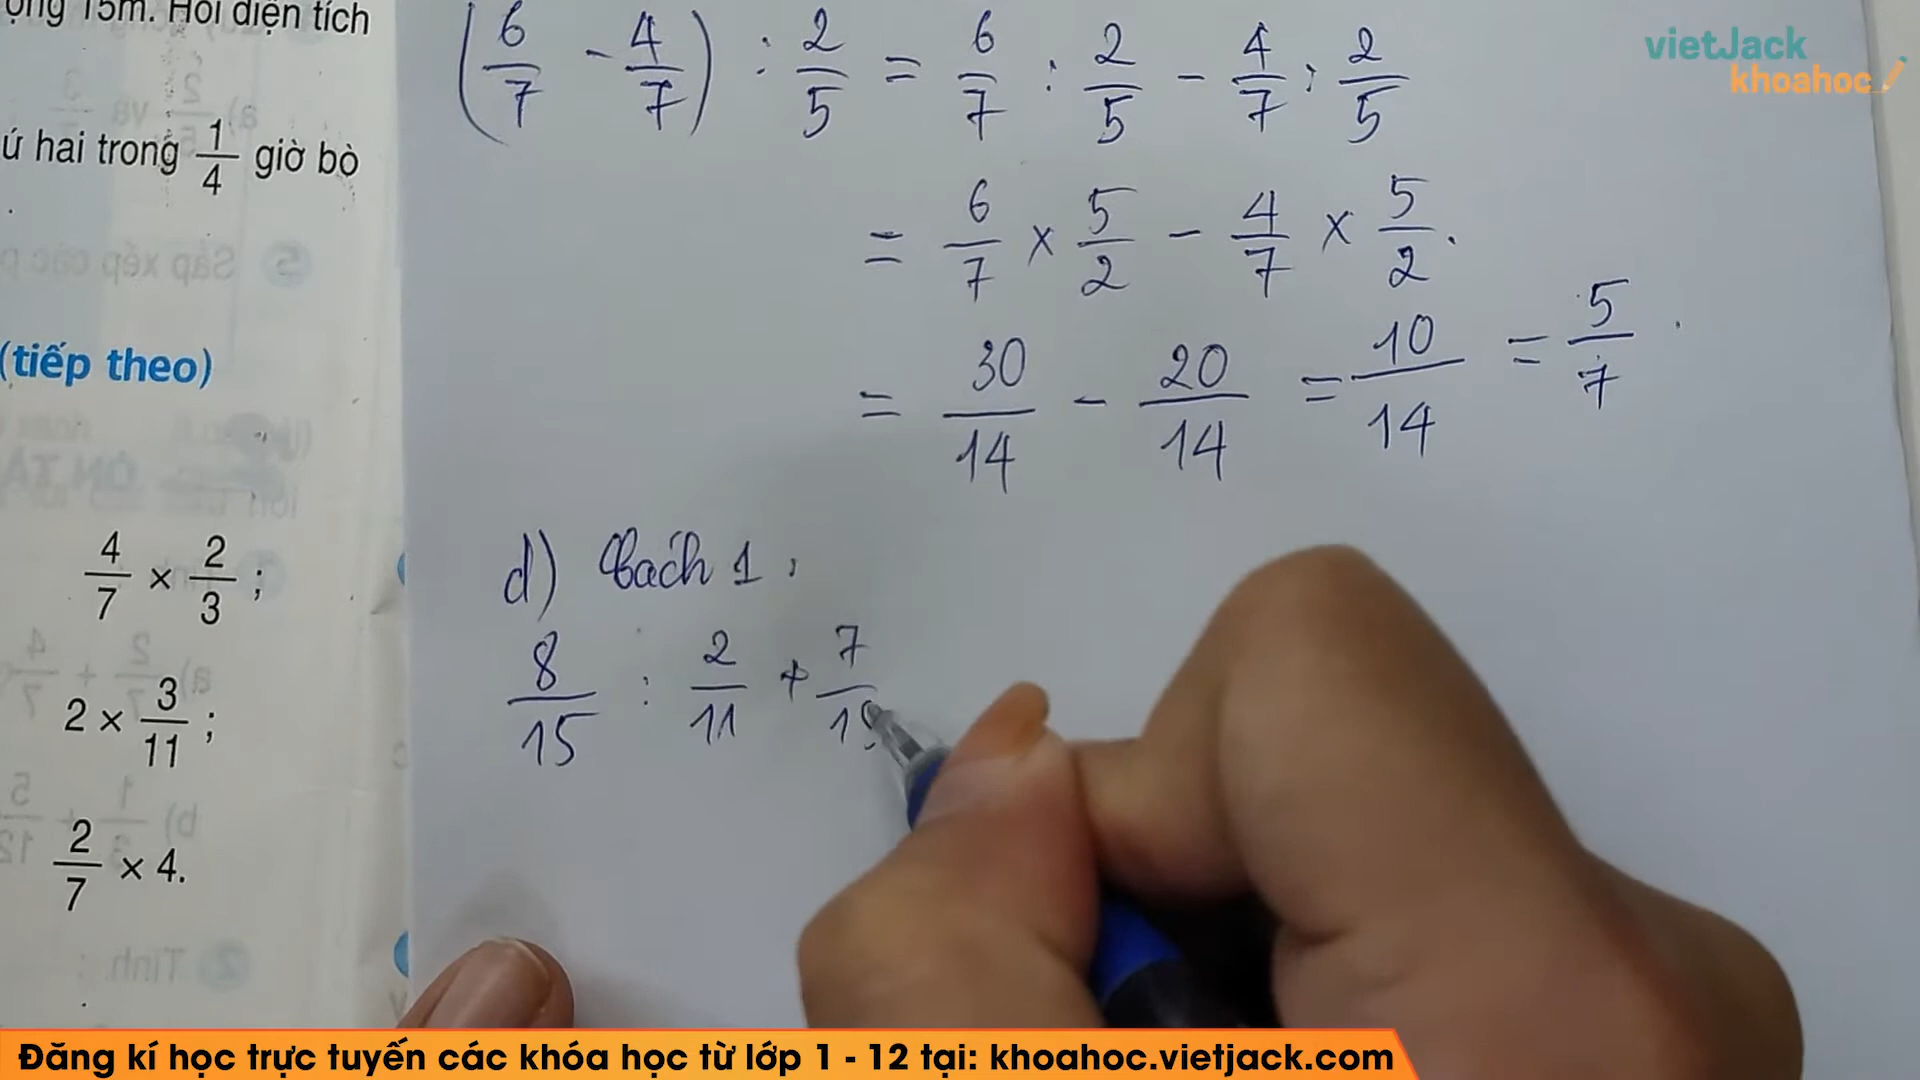 ộng 15m. Hỏi diện tích
ứ hai trong 1/4 giờ bò
(tiếp theo)
4/7 × 2/3 ;
2 × 3/11 ;
2/7 × 4.
(6/7 - 4/7) : 2/5 = 6/7 : 2/5 - 4/7 : 2/5
= 6/7 × 5/2 - 4/7 × 5/2 .
= 30/14 - 20/14 = 10/14 = 5/7
d) Cách 1 :
8/15 : 2/11 + 7/15
vietJack
khoahoc
Đăng kí học trực tuyến các khóa học từ lớp 1 - 12 tại: khoahoc.vietjack.com